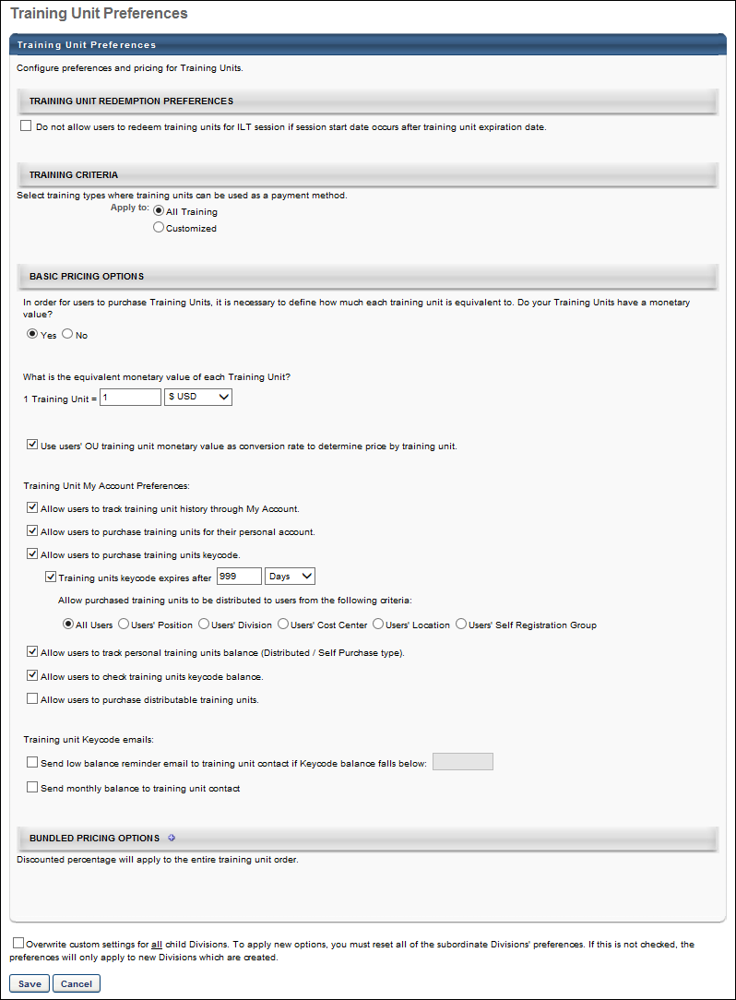 Training Unit Preferences
Training Unit Preferences
Configure preferences and pricing for Training Units.
TRAINING UNIT REDEMPTION PREFERENCES
Do not allow users to redeem training units for ILT session if session start date occurs after training unit expiration date.
TRAINING CRITERIA
Select training types where training units can be used as a payment method.
Apply to: All Training
Customized
BASIC PRICING OPTIONS
In order for users to purchase Training Units, it is necessary to define how much each training unit is equivalent to. Do your Training Units have a monetary
value?
Yes No
What is the equivalent monetary value of each Training Unit?
1 Training Unit = 1 $ USD
Use users' OU training unit monetary value as conversion rate to determine price by training unit.
Training Unit My Account Preferences:
Allow users to track training unit history through My Account.
Allow users to purchase training units for their personal account.
Allow users to purchase training units keycode.
Training units keycode expires after 999 Days
Allow purchased training units to be distributed to users from the following criteria:
All Users Users' Position Users' Division Users' Cost Center Users' Location Users' Self Registration Group
Allow users to track personal training units balance (Distributed / Self Purchase type).
Allow users to check training units keycode balance.
Allow users to purchase distributable training units.
Training unit Keycode emails:
Send low balance reminder email to training unit contact if Keycode balance falls below:
Send monthly balance to training unit contact
BUNDLED PRICING OPTIONS
Discounted percentage will apply to the entire training unit order.
Overwrite custom settings for all child Divisions. To apply new options, you must reset all of the subordinate Divisions' preferences. If this is not checked, the
preferences will only apply to new Divisions which are created.
Save Cancel